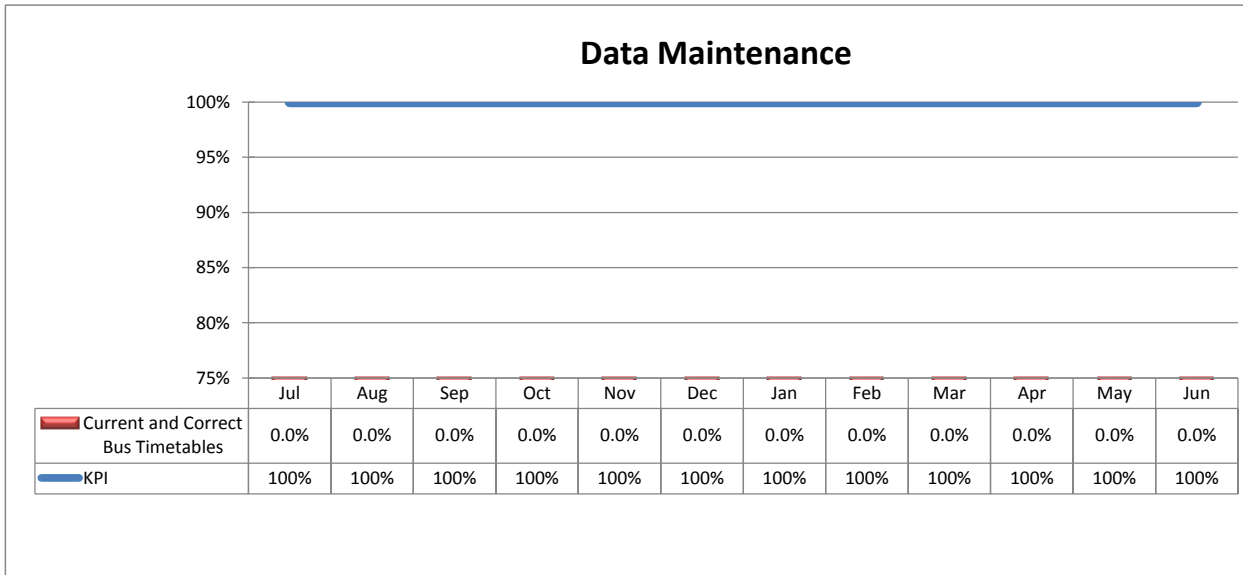 Data Maintenance
100%
95%
90%
85%
80%
75%
Jul Aug Sep Oct Nov Dec Jan Feb Mar Apr May Jun
Current and Correct
Bus Timetables
0.0% 0.0% 0.0% 0.0% 0.0% 0.0% 0.0% 0.0% 0.0% 0.0% 0.0% 0.0%
KPI 100% 100% 100% 100% 100% 100% 100% 100% 100% 100% 100% 100%